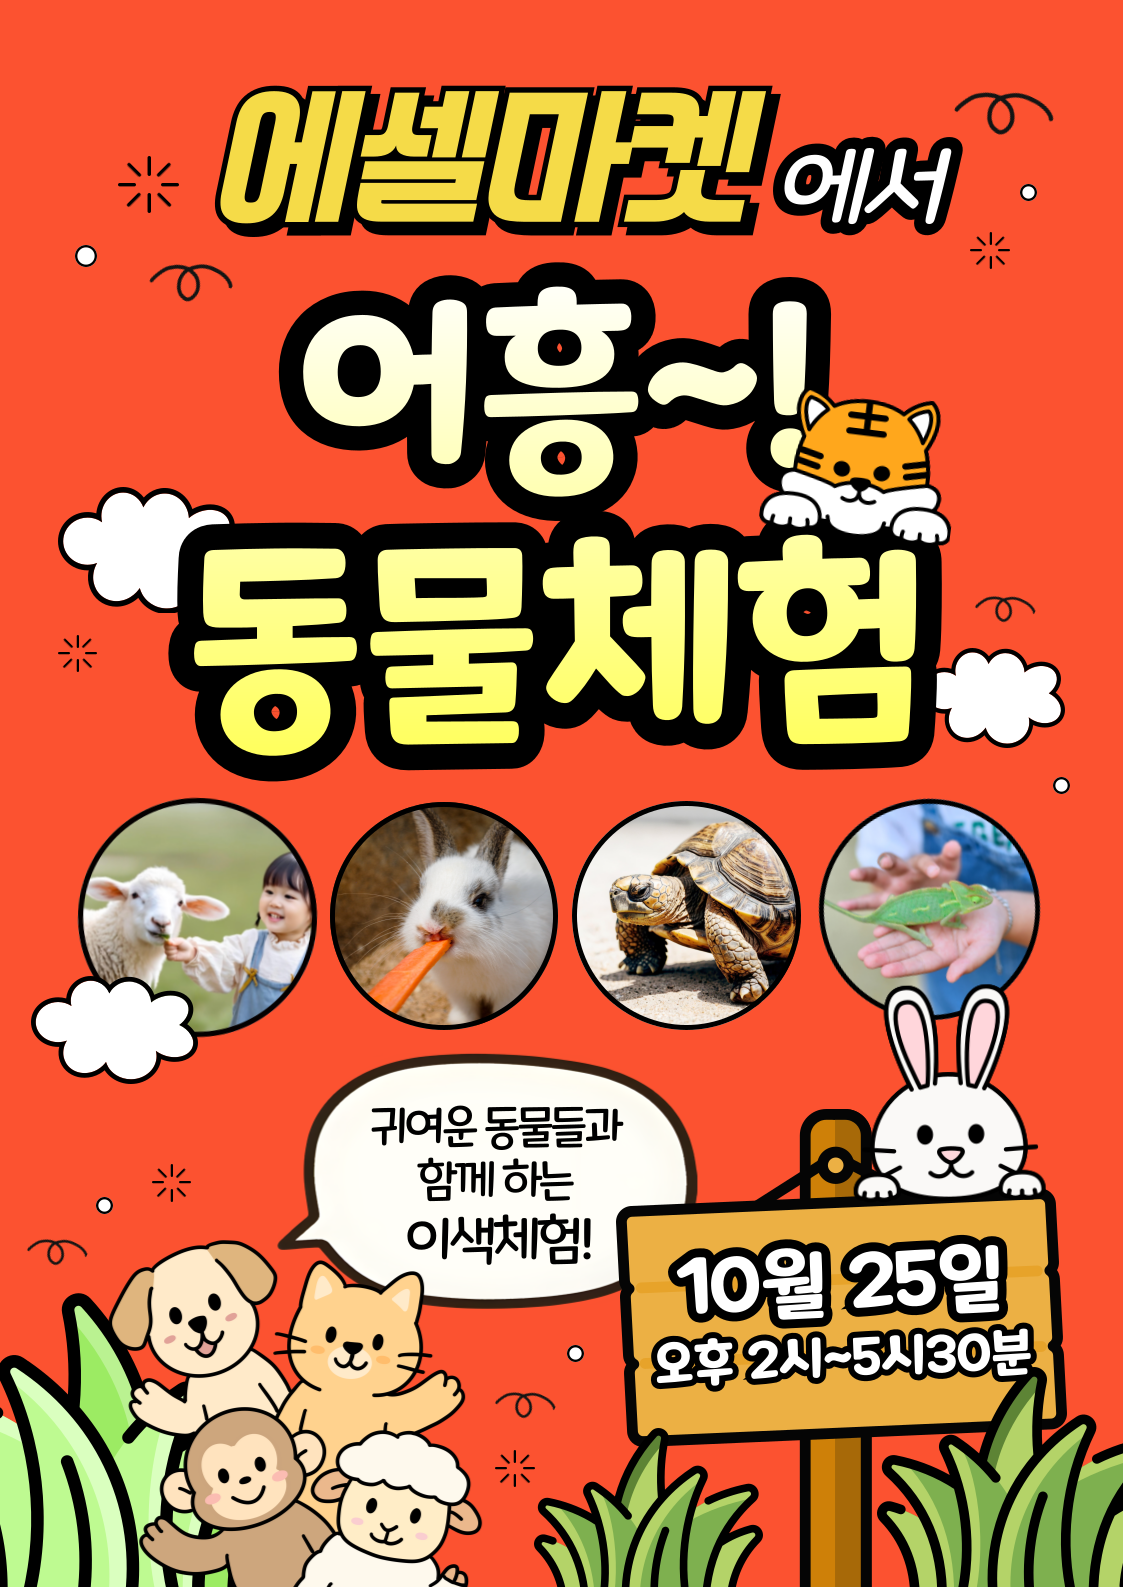 에셀마켓 에서
어흥~!
동물체험
귀여운 동물들과
함께 하는
이색체험!
10월 25일
오후 2시~5시30분